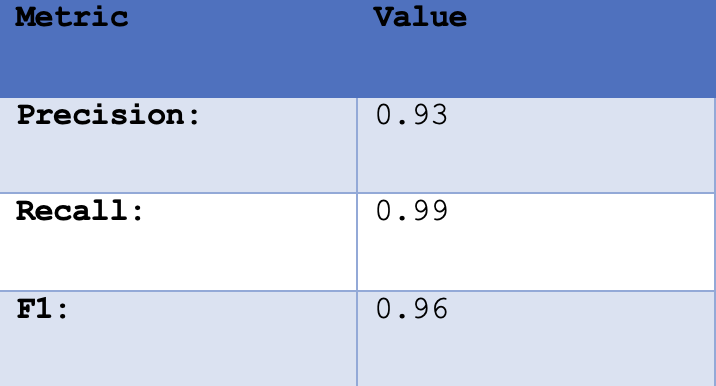 Metric Value
Precision: 0.93
Recall: 0.99
F1: 0.96